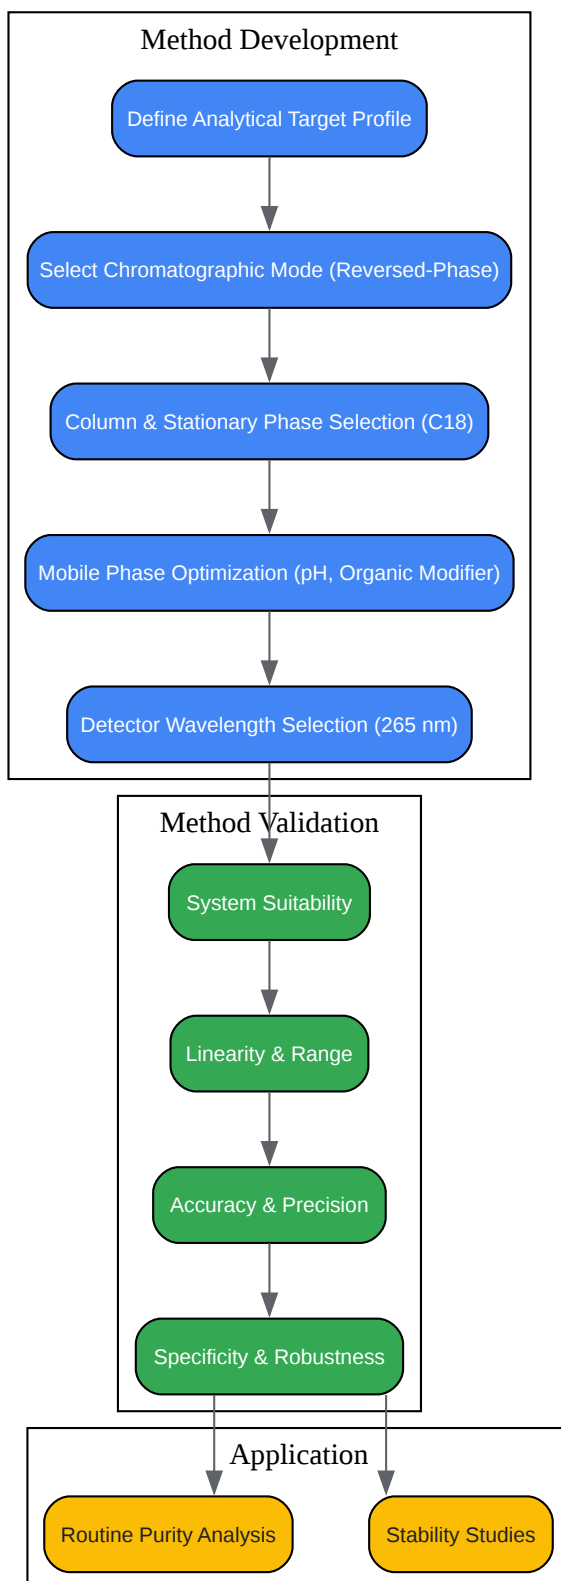 Method Development
Define Analytical Target Profile
Select Chromatographic Mode (Reversed-Phase)
Column & Stationary Phase Selection (C18)
Mobile Phase Optimization (pH, Organic Modifier)
Detector Wavelength Selection (265 nm)
Method Validation
System Suitability
Linearity & Range
Accuracy & Precision
Specificity & Robustness
Application
Routine Purity Analysis
Stability Studies